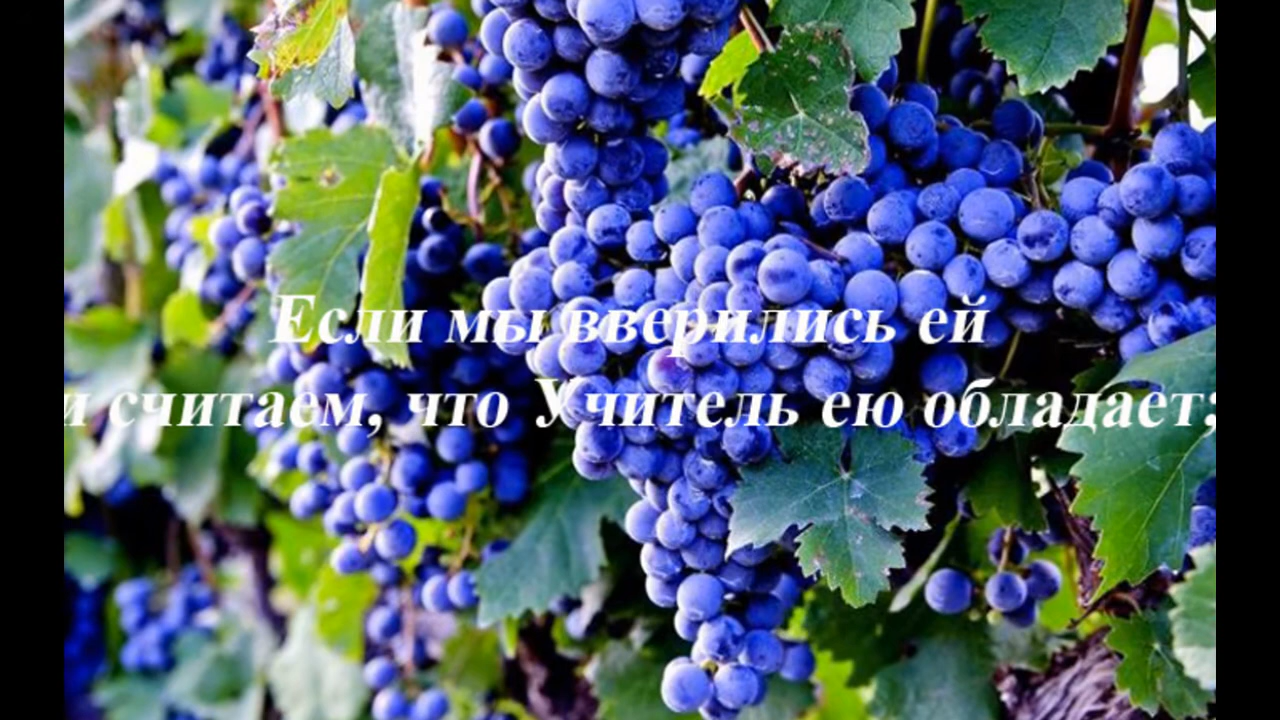 Если мы вверились ей
и считаем, что Учитель ею обладает;